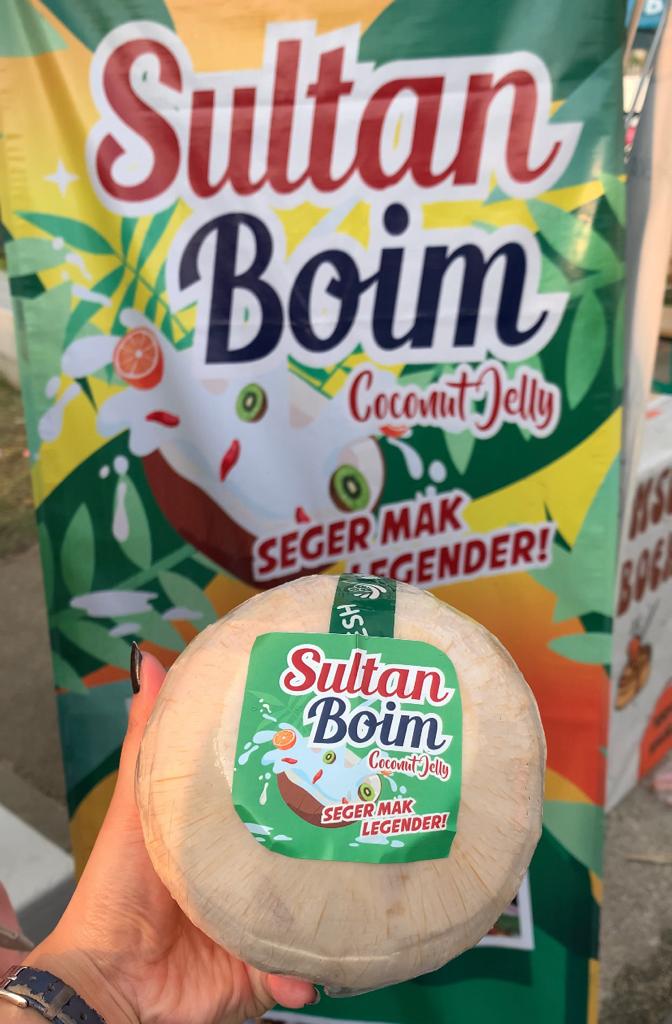 Sultan
Boim
Coconut Jelly
SEGER MAK
LEGENDER!
Sultan
Boim
Coconut Jelly
SEGER MAK
LEGENDER!